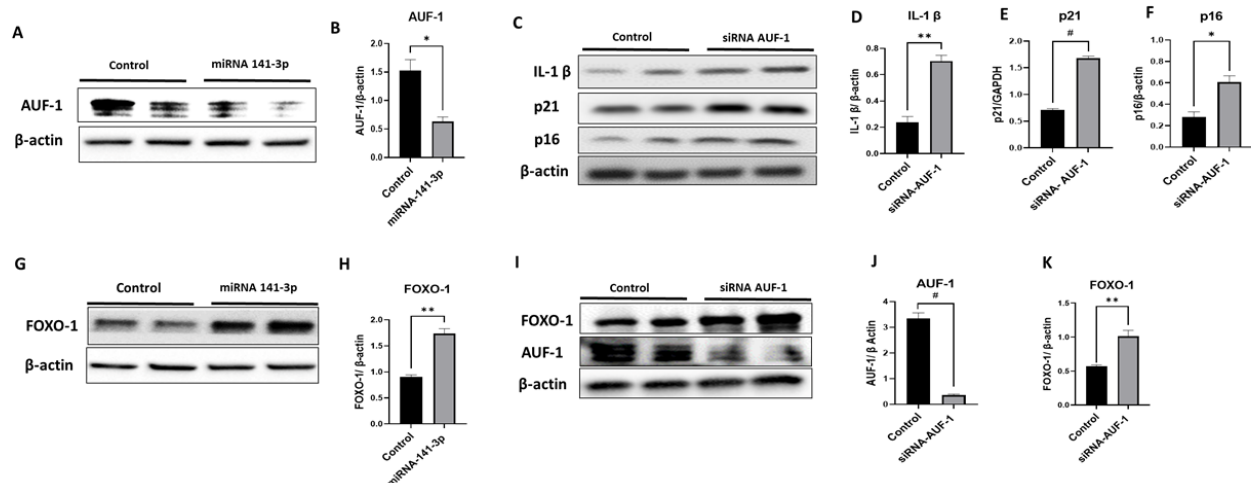 A
Control
miRNA 141-3p
AUF-1
β-actin
B
AUF-1
*
AUF-1/β-actin
2.0
1.5
1.0
0.5
0.0
Control
miRNA-141-3p
C
Control
siRNA AUF-1
IL-1 β
p21
p16
β-actin
D
IL-1 β
**
IL-1 β/ β-actin
0.8
0.6
0.4
0.2
0.0
Control
siRNA-AUF-1
E
p21
#
p21/GAPDH
2.0
1.5
1.0
0.5
0.0
Control
siRNA- AUF-1
F
p16
*
p16/β-actin
1.0
0.8
0.6
0.4
0.2
0.0
Control
siRNA-AUF-1
G
Control
miRNA 141-3p
FOXO-1
β-actin
H
FOXO-1
**
FOXO-1/ β-actin
2.0
1.5
1.0
0.5
0.0
Control
miRNA-141-3p
I
Control
siRNA AUF-1
FOXO-1
AUF-1
β-actin
J
AUF-1
#
AUF-1/ β Actin
4
3
2
1
0
Control
siRNA-AUF-1
K
FOXO-1
**
FOXO-1/ β-actin
1.5
1.0
0.5
0.0
Control
siRNA-AUF-1